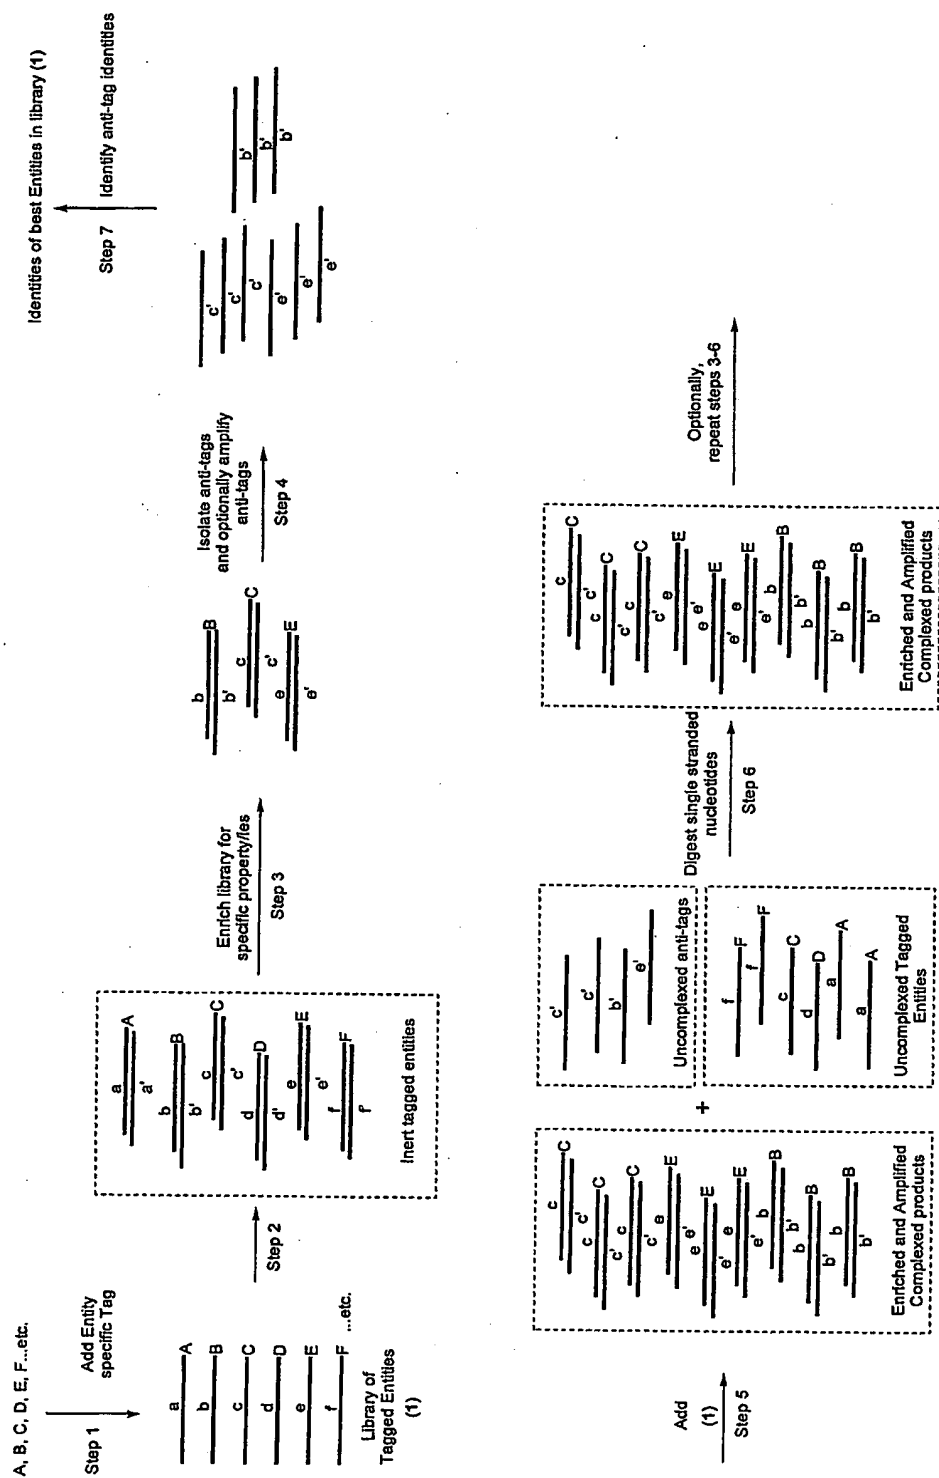 A, B, C, D, E, F...etc.
Step 1
Add Entity
specific Tag
a
A
b
B
c
C
d
D
e
E
f
F
...etc.
Library of
Tagged Entities
(1)
Step 2
a
A
a'
b
B
b'
c
C
c'
d
D
d'
e
E
e'
f
F
f'
Inert tagged entities
Enrich library for
specific property/ies
Step 3
b
B
b'
c
C
c'
e
E
e'
Isolate anti-tags
and optionally amplify
anti-tags
Step 4
c'
c'
c'
e'
e'
e'
b'
b'
b'
Step 7
Identify anti-tag identities
Identities of best Entities in library (1)
Add
(1)
Step 5
c
C
c'
c
C
c'
c
C
c'
e
E
e'
e
E
e'
e
E
e'
b
B
b'
b
B
b'
b
B
b'
Enriched and Amplified
Complexed products
+
c'
c'
b'
e'
Uncomplexed anti-tags
f
F
f
F
c
C
d
D
a
A
a
A
Uncomplexed Tagged
Entities
Digest single stranded
nucleotides
Step 6
c
C
c'
c
C
c'
c
C
c'
e
E
e'
e
E
e'
e
E
e'
b
B
b'
b
B
b'
b
B
b'
Enriched and Amplified
Complexed products
Optionally,
repeat steps 3-6